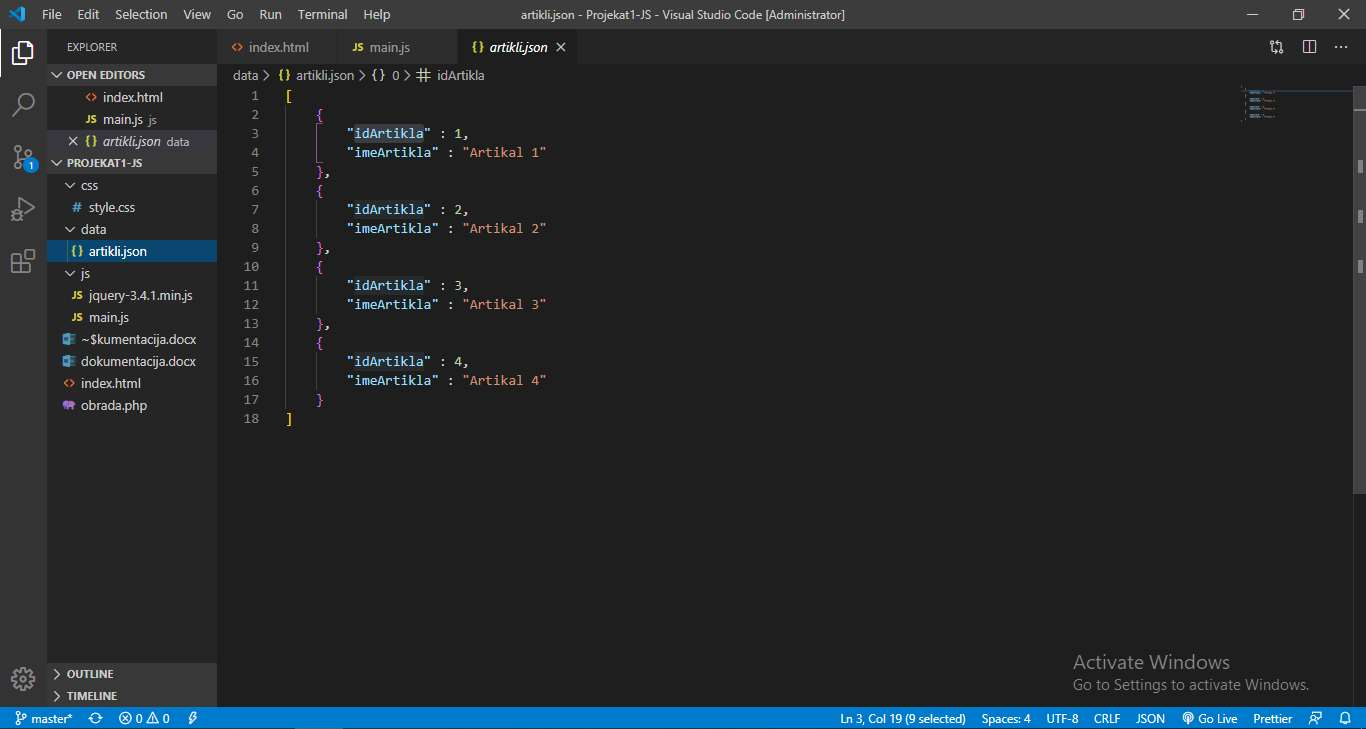 File Edit Selection View Go Run Terminal Help
artikli.json - Projekat1-JS - Visual Studio Code [Administrator]
EXPLORER
OPEN EDITORS
<> index.html
JS main.js js
{} artikli.json data
PROJEKAT1-JS
css
# style.css
data
{} artikli.json
js
JS jquery-3.4.1.min.js
JS main.js
~$kumentacija.docx
dokumentacija.docx
<> index.html
obrada.php
OUTLINE
TIMELINE
1
<> index.html
JS main.js
{} artikli.json
data > {} artikli.json > {} 0 > # idArtikla
1 [
2 {
3 "idArtikla" : 1,
4 "imeArtikla" : "Artikal 1"
5 },
6 {
7 "idArtikla" : 2,
8 "imeArtikla" : "Artikal 2"
9 },
10 {
11 "idArtikla" : 3,
12 "imeArtikla" : "Artikal 3"
13 },
14 {
15 "idArtikla" : 4,
16 "imeArtikla" : "Artikal 4"
17 }
18 ]
Activate Windows
Go to Settings to activate Windows.
master* 0 0 Ln 3, Col 19 (9 selected) Spaces: 4 UTF-8 CRLF JSON Go Live Prettier